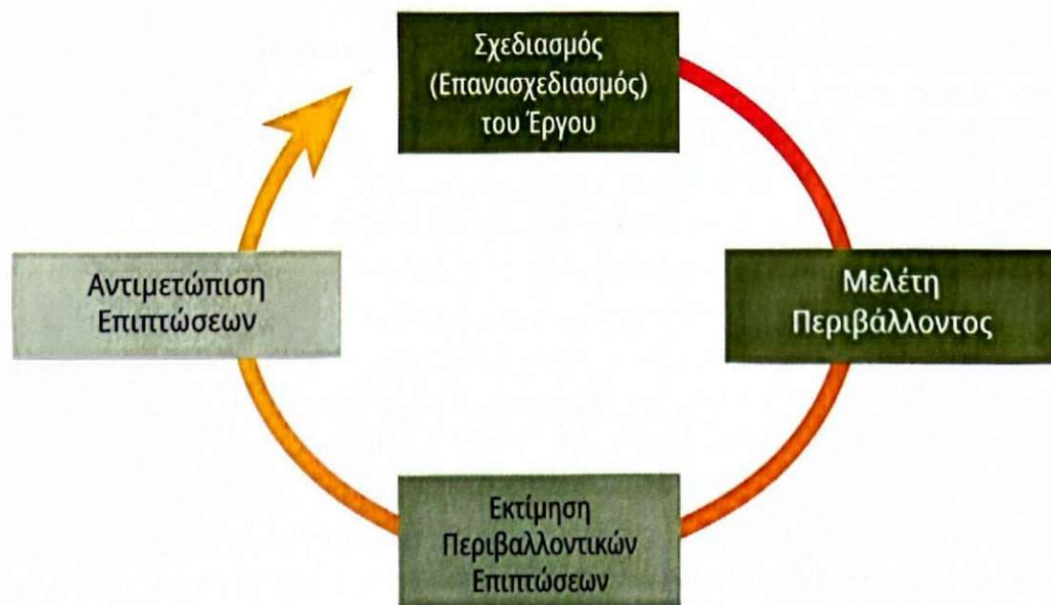 Σχεδιασμός
(Επανασχεδιασμός)
του Έργου
Μελέτη
Περιβάλλοντος
Εκτίμηση
Περιβαλλοντικών
Επιπτώσεων
Αντιμετώπιση
Επιπτώσεων